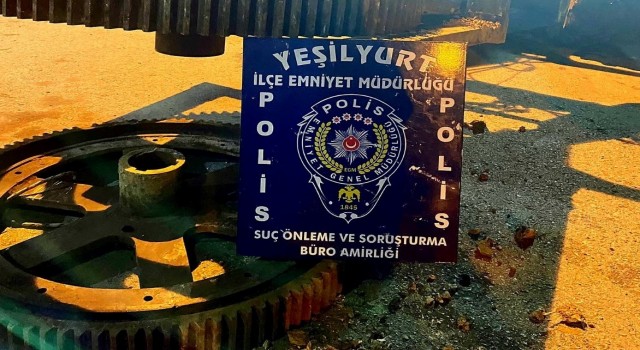 YEŞİLYURT
İLÇE EMNİYET MÜDÜRLÜĞÜ
POLİS
POLİS
POLİS
EMNİYET GENEL MÜDÜRLÜĞÜ
EGM
1845
SUÇ ÖNLEME VE SORUŞTURMA
BÜRO AMİRLİĞİ